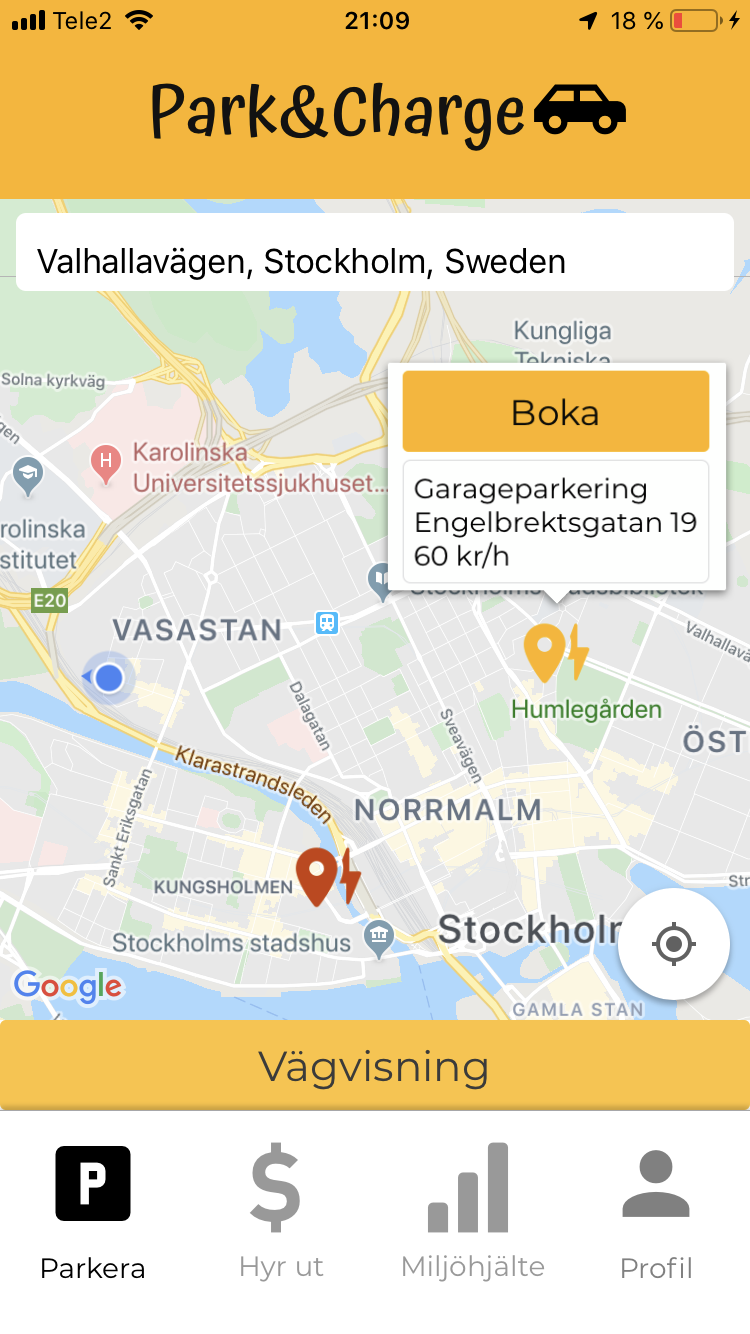 Tele2
21:09
18 %
Park&Charge
Valhallavägen, Stockholm, Sweden
Kungliga
Tekniska
Solna kyrkväg
Boka
Karolinska
Universitetssjukhuset...
H
Garageparkering
Engelbrektsgatan 19
60 kr/h
rolinska
stitutet
E20
Stockholms
adsbibliotek
VASASTAN
Valhallavä
Dalagatan
Humlegården
Sveavägen
ÖST
Klarastrandsleden
Sankt Eriksgatan
NORRMALM
KUNGSHOLMEN
Str
Stockholms stadshus
Stockholm
Google
GAMLA STAN
Vägvisning
P
$
Parkera
Hyr ut
Miljöhjälte
Profil